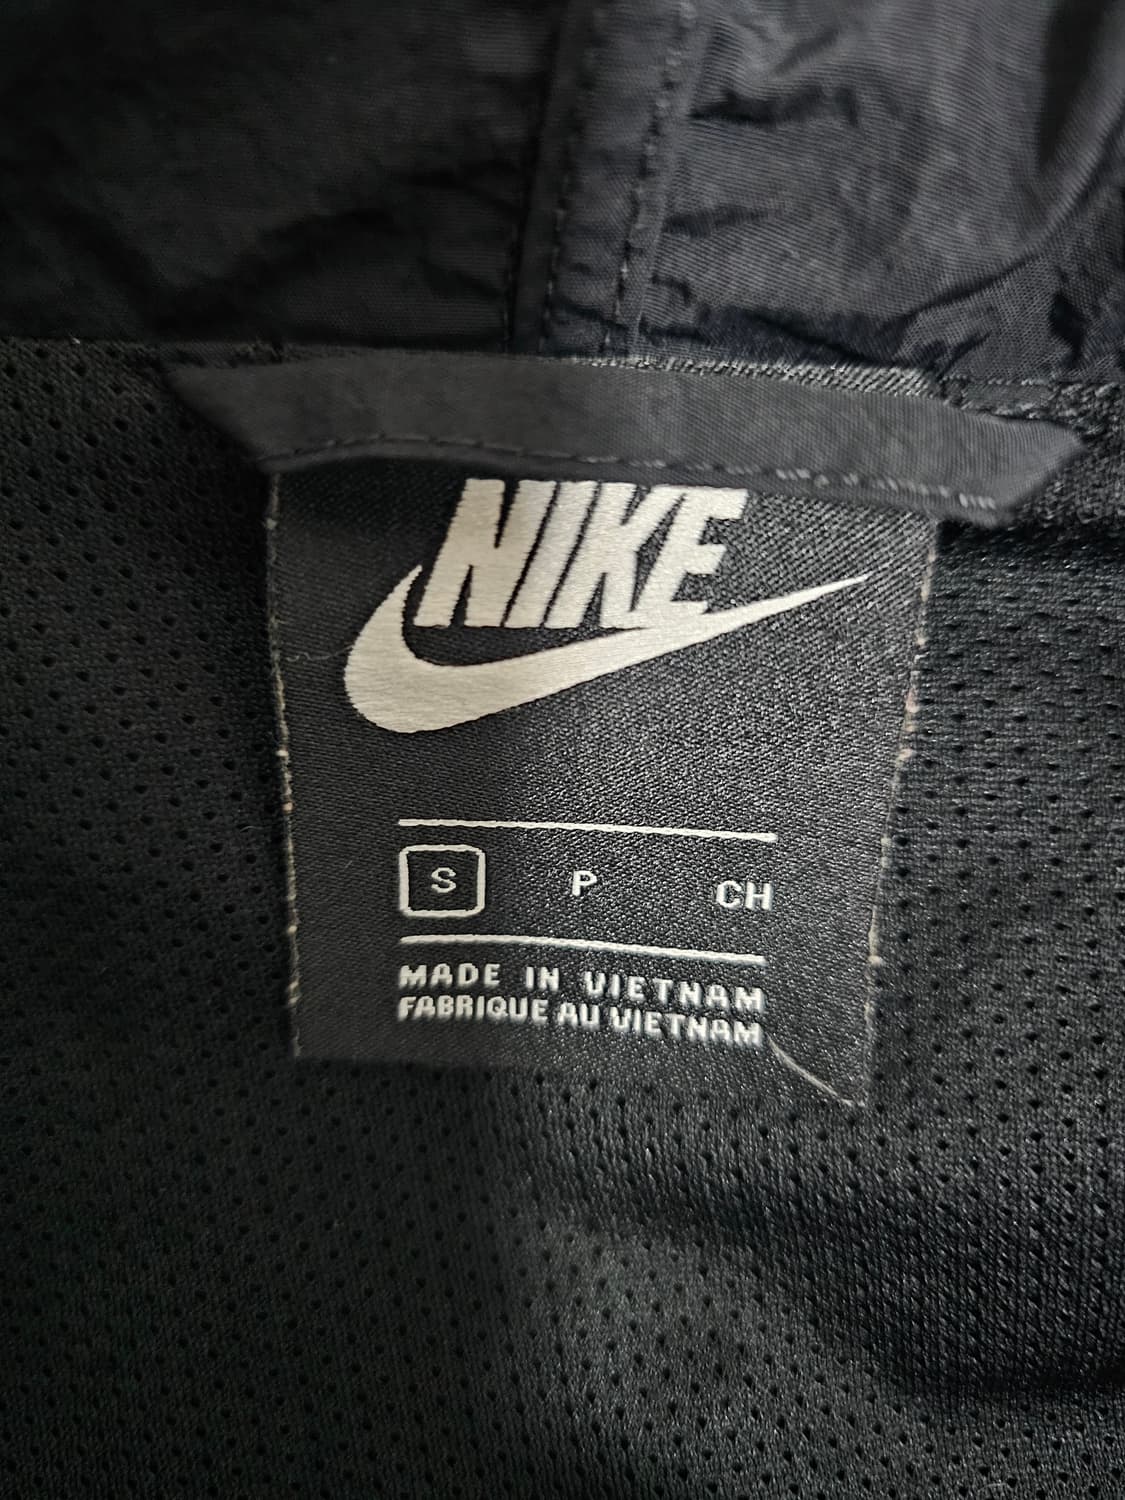 NIKE
S P CH
MADE IN VIETNAM
FABRIQUE AU VIETNAM